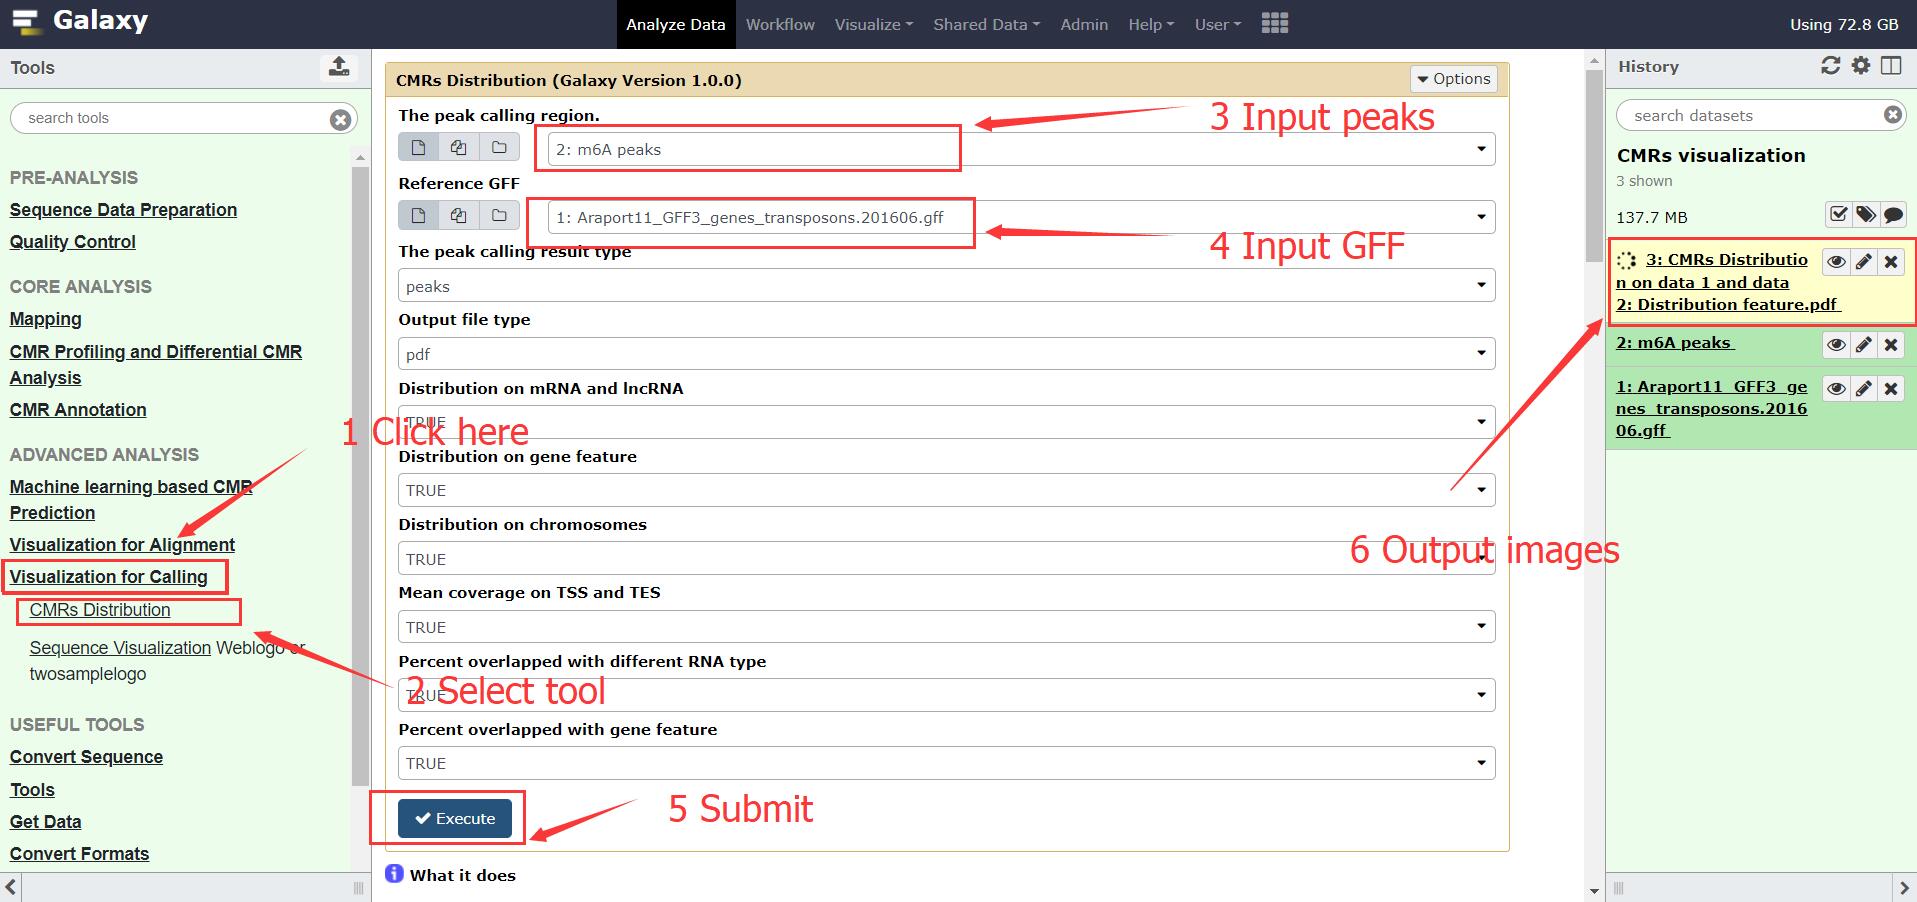 Galaxy
Analyze Data
Workflow
Visualize
Shared Data
Admin
Help
User
Using 72.8 GB
Tools
search tools
PRE-ANALYSIS
Sequence Data Preparation
Quality Control
CORE ANALYSIS
Mapping
CMR Profiling and Differential CMR
Analysis
CMR Annotation
1 Click here
ADVANCED ANALYSIS
Machine learning based CMR
Prediction
Visualization for Alignment
Visualization for Calling
CMRs Distribution
Sequence Visualization Weblogo or
twosamplelogo
2 Select tool
USEFUL TOOLS
Convert Sequence
Tools
Get Data
Convert Formats
CMRs Distribution (Galaxy Version 1.0.0)
Options
The peak calling region.
3 Input peaks
2: m6A peaks
Reference GFF
1: Araport11_GFF3_genes_transposons.201606.gff
4 Input GFF
The peak calling result type
peaks
Output file type
pdf
Distribution on mRNA and lncRNA
TRUE
Distribution on gene feature
TRUE
Distribution on chromosomes
TRUE
6 Output images
Mean coverage on TSS and TES
TRUE
Percent overlapped with different RNA type
TRUE
Percent overlapped with gene feature
TRUE
Execute
5 Submit
What it does
History
search datasets
CMRs visualization
3 shown
137.7 MB
3: CMRs Distributio
n on data 1 and data
2: Distribution feature.pdf
2: m6A peaks
1: Araport11_GFF3_ge
nes_transposons.2016
06.gff